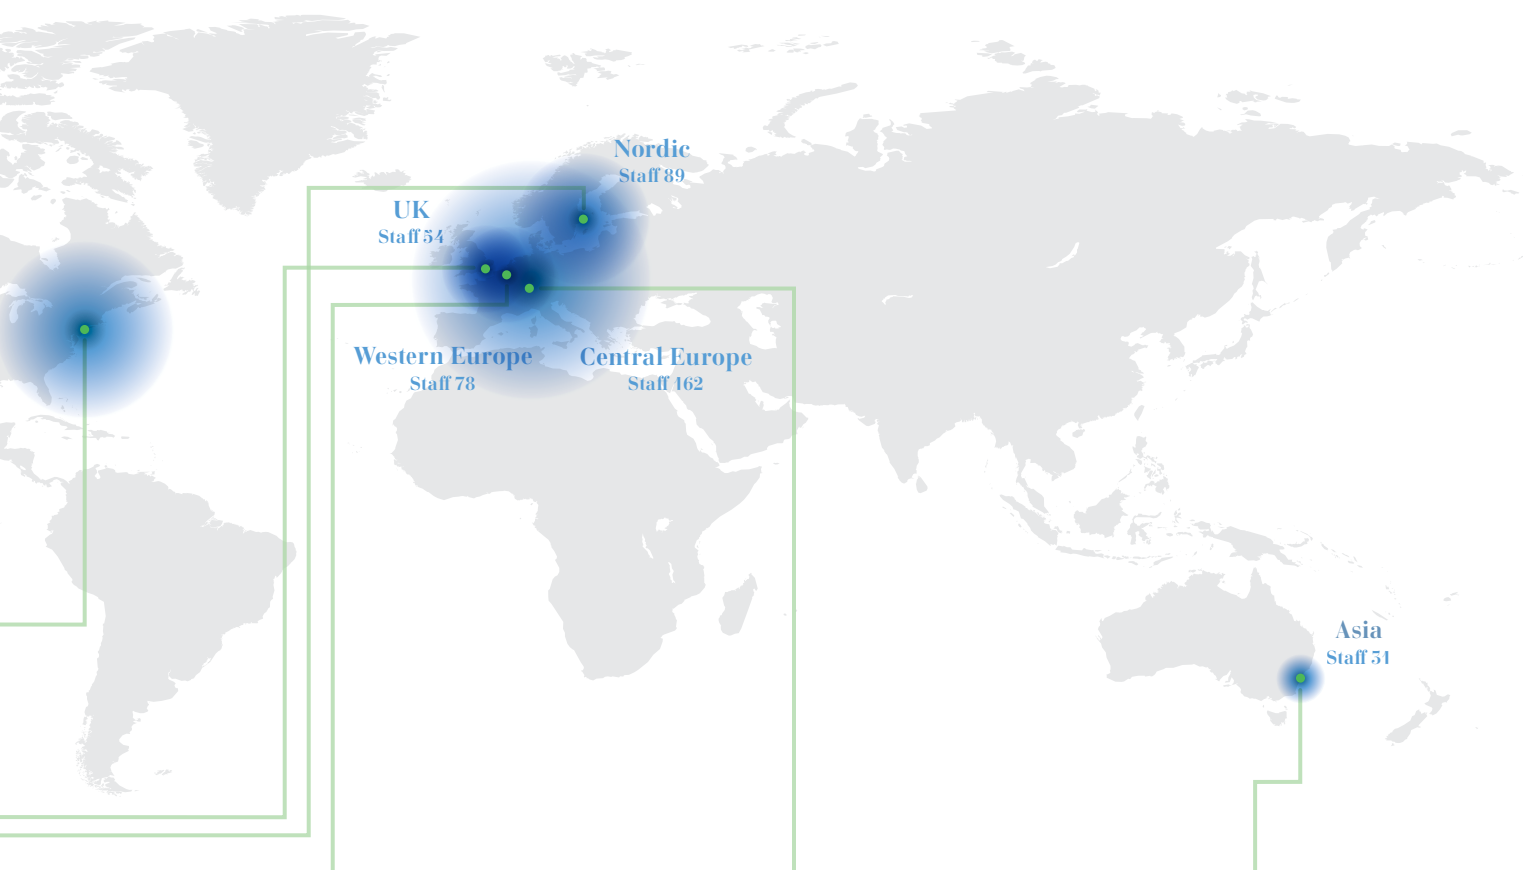 Nordic
Staff 89
UK
Staff 54
Western Europe
Staff 78
Central Europe
Staff 162
Asia
Staff 51